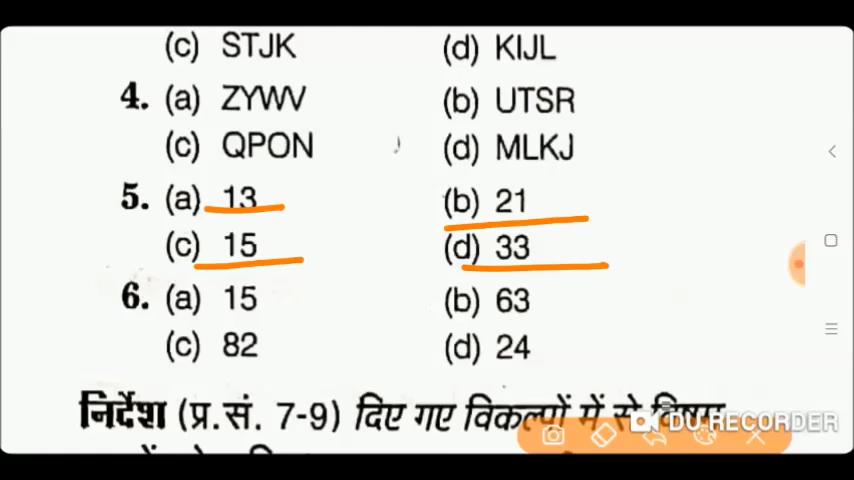 (c) STJK (d) KIJL
4. (a) ZYWV (b) UTSR
(c) QPON (d) MLKJ
5. (a) 13 (b) 21
(c) 15 (d) 33
6. (a) 15 (b) 63
(c) 82 (d) 24
निर्देश (प्र.सं. 7-9) दिए गए विकल्पों में से विषम
DU RECORDER